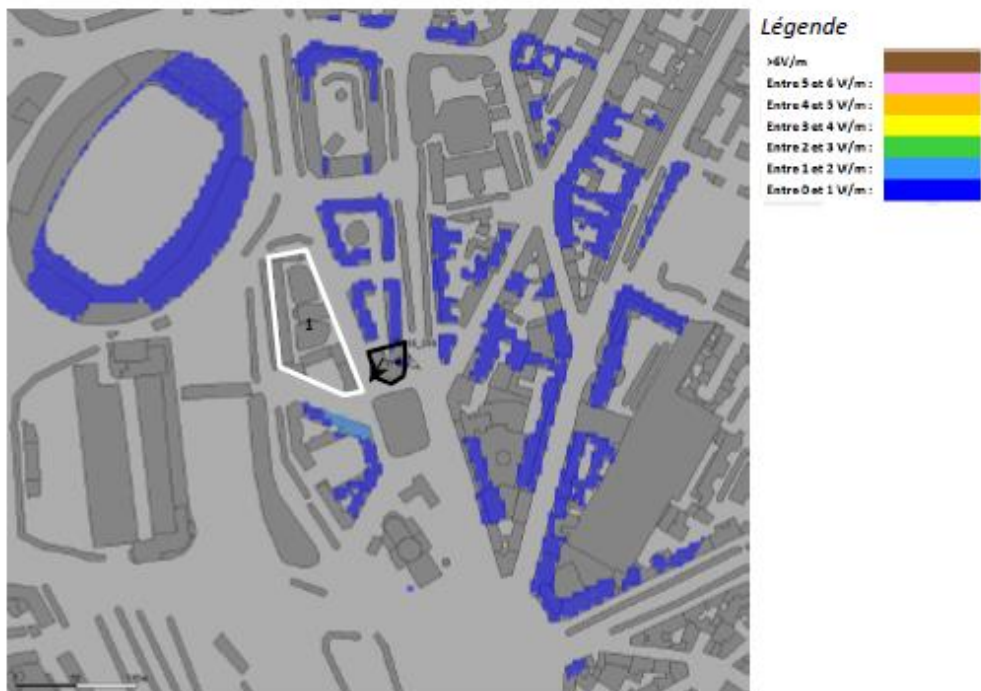 Légende
>6V/m
Entre 5 et 6 V/m :
Entre 4 et 5 V/m :
Entre 3 et 4 V/m :
Entre 2 et 3 V/m :
Entre 1 et 2 V/m :
Entre 0 et 1 V/m :
1